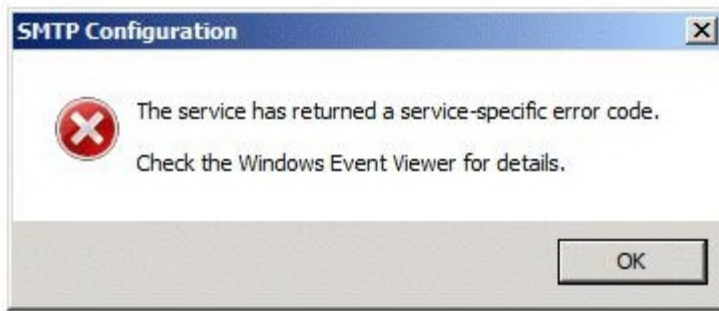 SMTP Configuration
The service has returned a service-specific error code.
Check the Windows Event Viewer for details.
OK